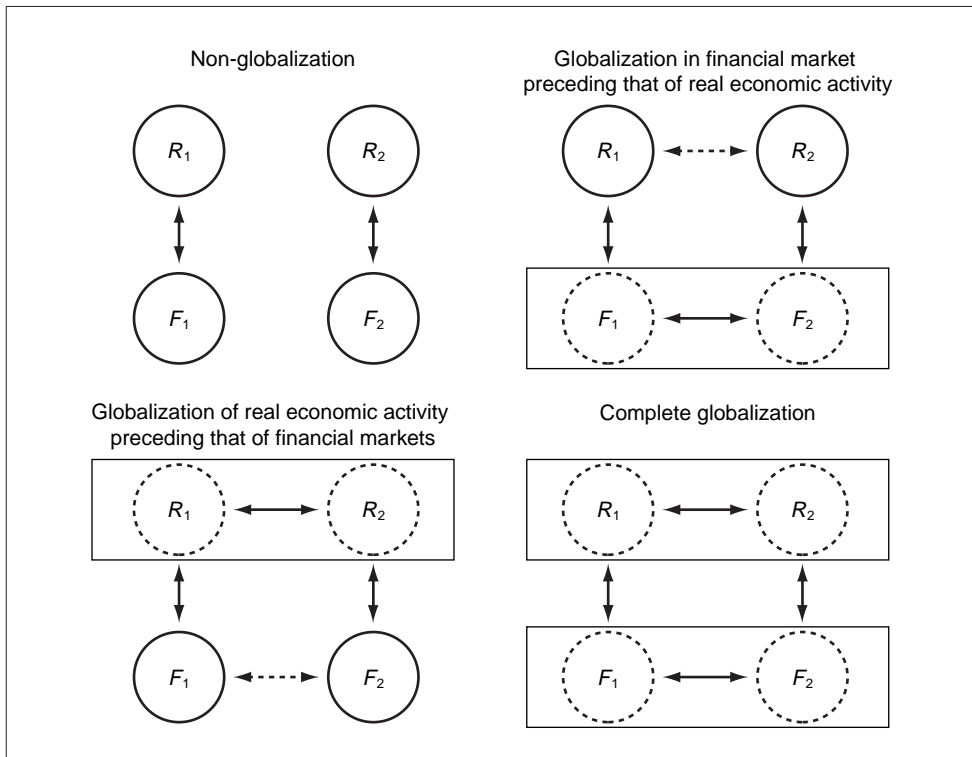 Non-globalization
R₁ R₂
F₁ F₂
Globalization in financial market
preceding that of real economic activity
R₁ R₂
F₁ F₂
Globalization of real economic activity
preceding that of financial markets
R₁ R₂
F₁ F₂
Complete globalization
R₁ R₂
F₁ F₂